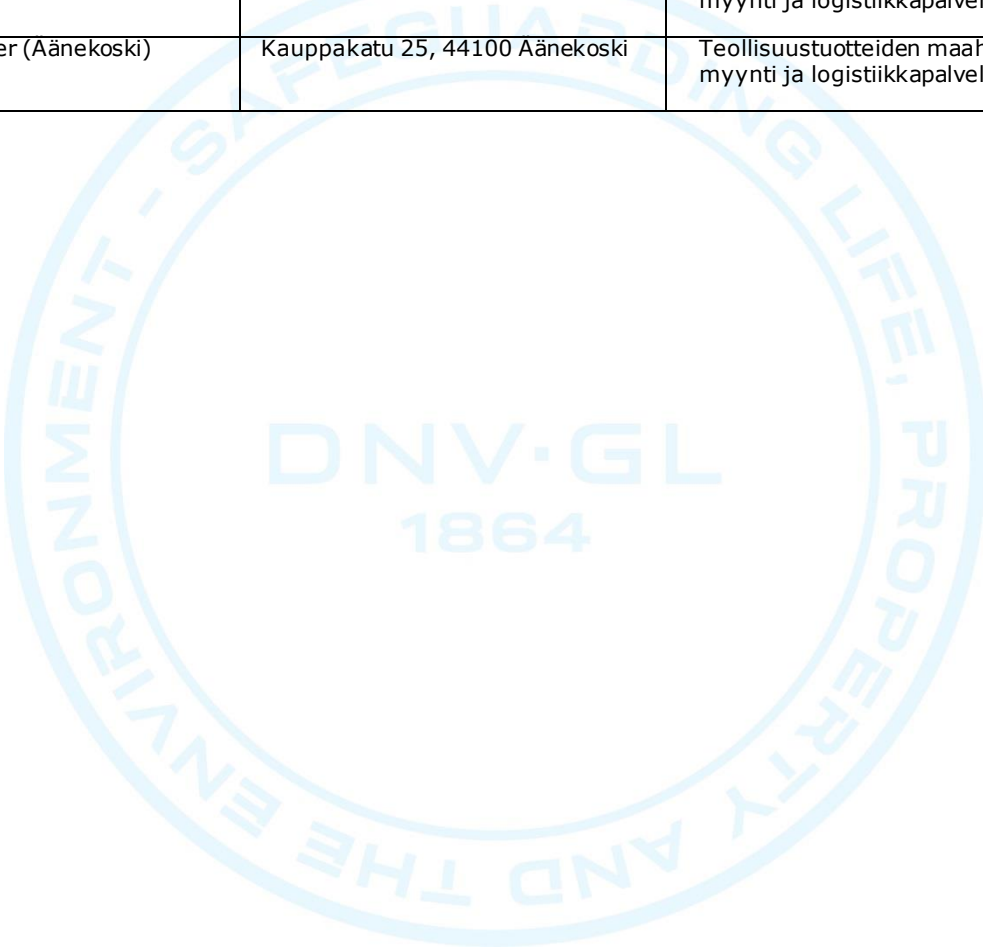 myynti ja logistiikkapalvel
er (Äänekoski)
Kauppakatu 25, 44100 Äänekoski
Teollisuustuotteiden maah
myynti ja logistiikkapalvel
SAFEGUARDING LIFE, PROPERTY AND THE ENVIRONMENT -
DNV·GL
1864